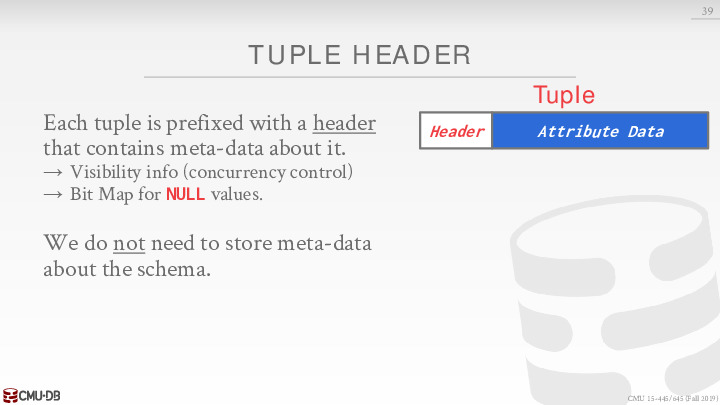 39
TUPLE HEADER
Each tuple is prefixed with a header
that contains meta-data about it.
→ Visibility info (concurrency control)
→ Bit Map for NULL values.
We do not need to store meta-data
about the schema.
Tuple
Header Attribute Data
CMU·DB
CMU 15-445/645 (Fall 2019)